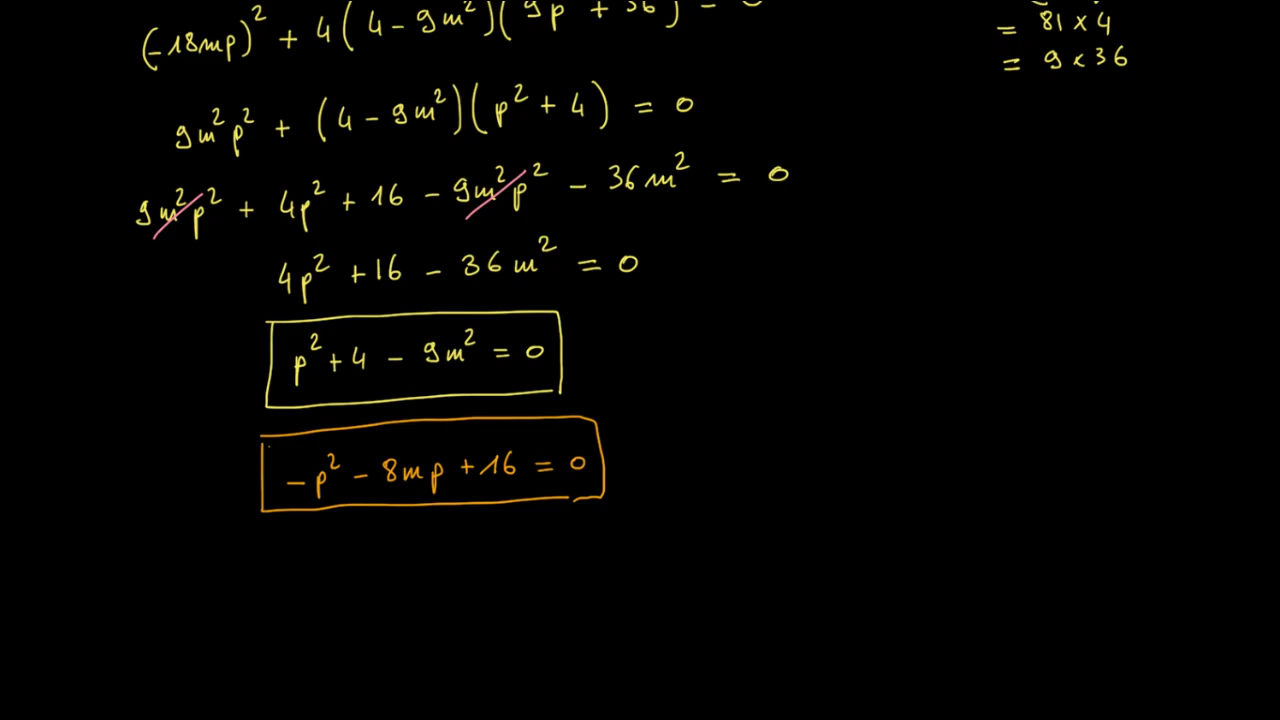 (-18mp)² + 4(4 - 9m²)(9p + 36) = 0
= 81 × 4
= 9 × 36
9m²p² + (4 - 9m²)(p² + 4) = 0
9m²p² + 4p² + 16 - 9m²p² - 36m² = 0
4p² + 16 - 36m² = 0
p² + 4 - 9m² = 0
-p² - 8mp + 16 = 0